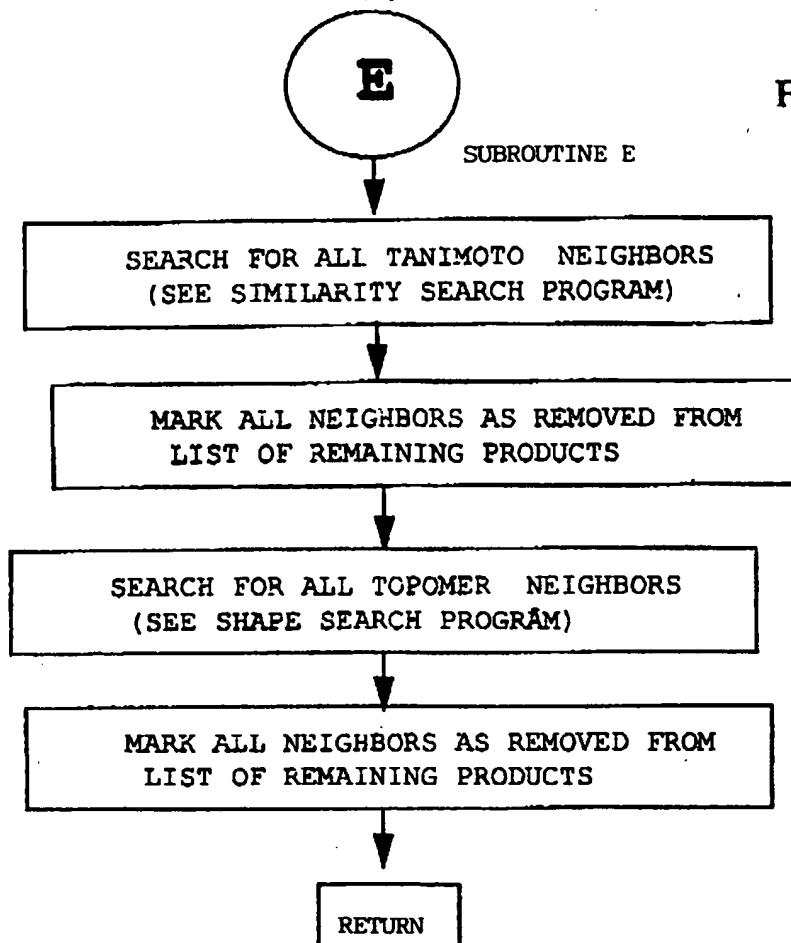 E
F
SUBROUTINE E
SEARCH FOR ALL TANIMOTO NEIGHBORS
(SEE SIMILARITY SEARCH PROGRAM)
MARK ALL NEIGHBORS AS REMOVED FROM
LIST OF REMAINING PRODUCTS
SEARCH FOR ALL TOPOMER NEIGHBORS
(SEE SHAPE SEARCH PROGRAM)
MARK ALL NEIGHBORS AS REMOVED FROM
LIST OF REMAINING PRODUCTS
RETURN